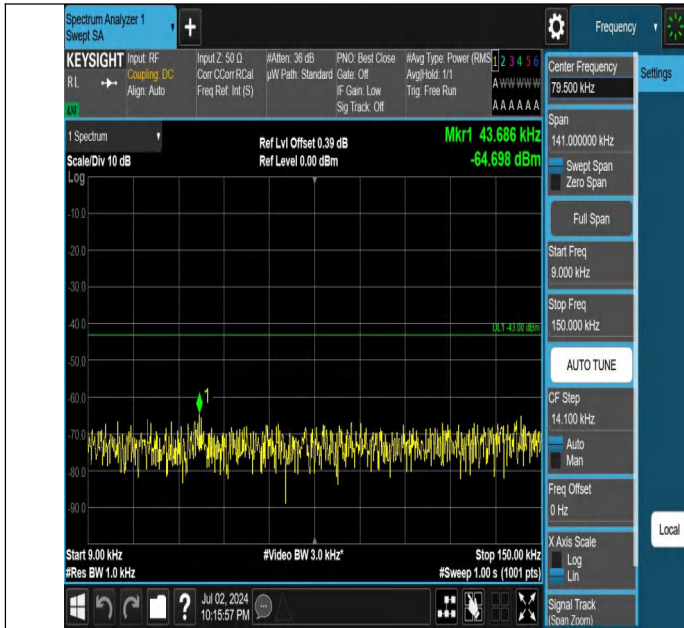 Spectrum Analyzer 1
Swept SA
Frequency
Settings
KEYSIGHT
RL
Input: RF
Coupling: DC
Align: Auto
Input Z: 50 Ω
Corr CCorr RCal
Freq Ref: Int (S)
#Atten: 36 dB
µW Path: Standard
PNO: Best Close
Gate: Off
IF Gain: Low
Sig Track: Off
#Avg Type: Power (RMS
Avg|Hold: 1/1
Trig: Free Run
1 2 3 4 5 6
A W W W W W
A A A A A A
1 Spectrum
Scale/Div 10 dB
Log
Ref Lvl Offset 0.39 dB
Ref Level 0.00 dBm
Mkr1 43.686 kHz
-64.698 dBm
-10.0
-20.0
-30.0
-40.0
-50.0
-60.0
-70.0
-80.0
-90.0
DL1 -43.00 dBm
1
Start 9.00 kHz
#Res BW 1.0 kHz
#Video BW 3.0 kHz*
Stop 150.00 kHz
#Sweep 1.00 s (1001 pts)
Center Frequency
79.500 kHz
Span
141.000000 kHz
Swept Span
Zero Span
Full Span
Start Freq
9.000 kHz
Stop Freq
150.000 kHz
AUTO TUNE
CF Step
14.100 kHz
Auto
Man
Freq Offset
0 Hz
X Axis Scale
Log
Lin
Signal Track
(Span Zoom)
Local
?
Jul 02, 2024
10:15:57 PM